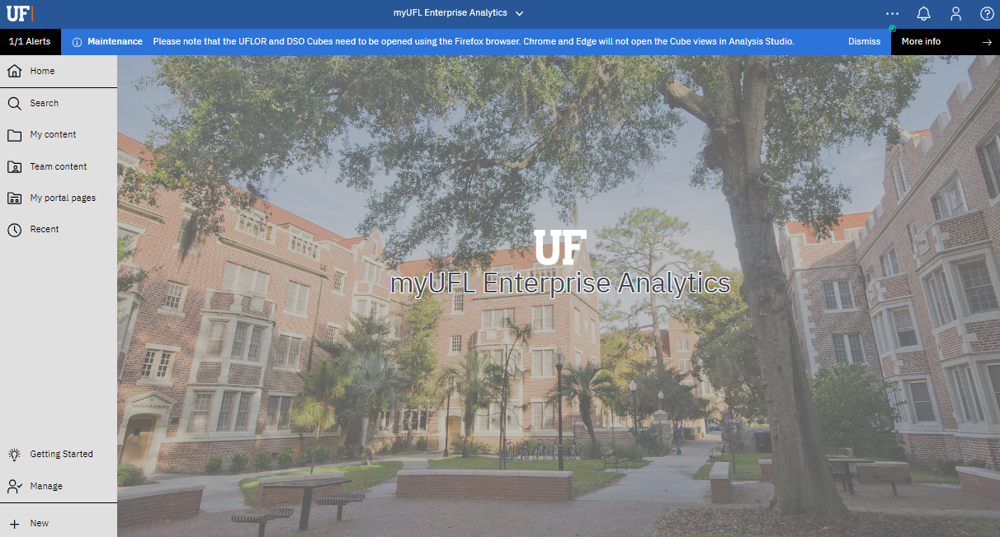 UF
myUFL Enterprise Analytics
1/1 Alerts
Maintenance Please note that the UFLOR and DSO Cubes need to be opened using the Firefox browser. Chrome and Edge will not open the Cube views in Analysis Studio. Dismiss More info
Home
Search
My content
Team content
My portal pages
Recent
UF
myUFL Enterprise Analytics
Getting Started
Manage
New